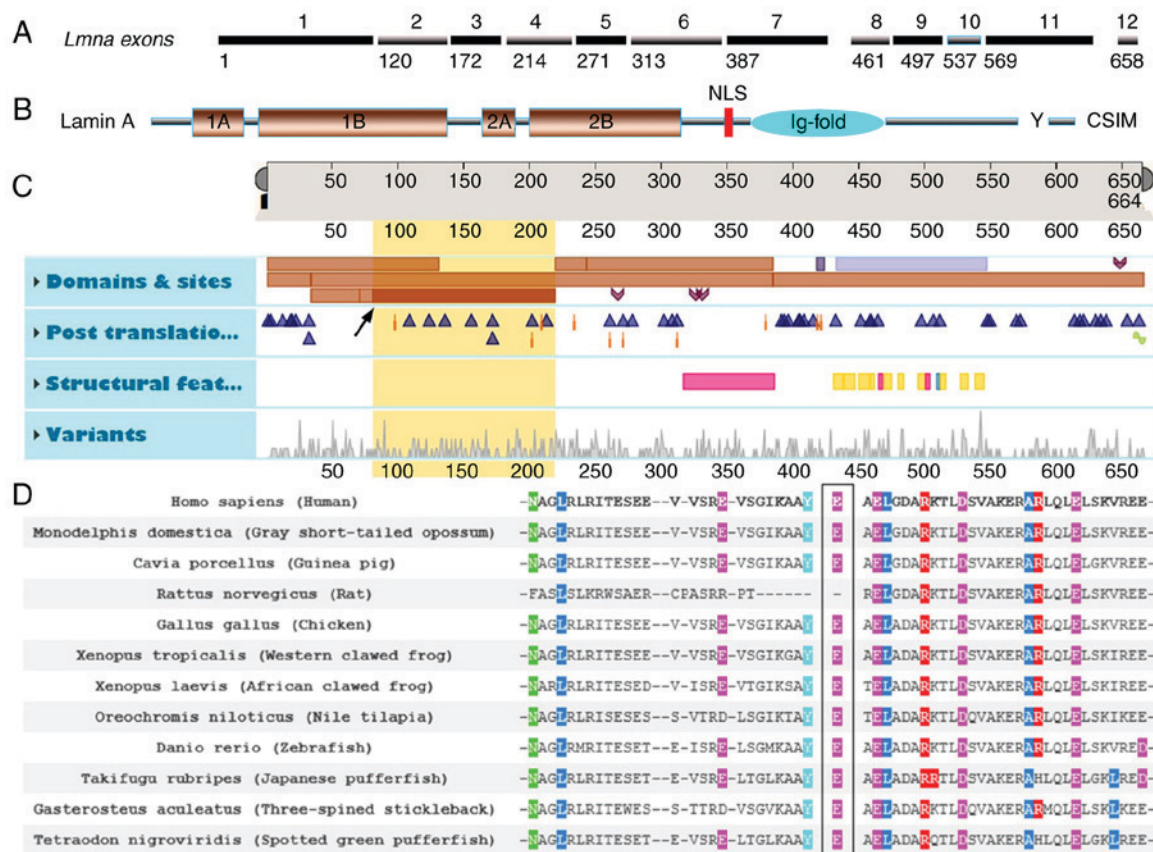 A Lmna exons 1 2 3 4 5 6 7 8 9 10 11 12
1 120 172 214 271 313 387 461 497 537 569 658
NLS
B Lamin A 1A 1B 2A 2B Ig-fold Y CSIM
C 50 100 150 200 250 300 350 400 450 500 550 600 650
664
50 100 150 200 250 300 350 400 450 500 550 600 650
Domains & sites
Post translatio...
Structural feat...
Variants
50 100 150 200 250 300 350 400 450 500 550 600 650
D Homo sapiens (Human) -NAGLRLRITESEE--V-VSRE-VSGIKAAY E AELGDARKTLDSVAKERARLQLELSKVREE-
Monodelphis domestica (Gray short-tailed opossum) -NAGLRLRITESEE--V-VSRE-VSGIKAAY E AELADARKTLDSVAKERARLQLELSKVREE-
Cavia porcellus (Guinea pig) -NAGLRLRITESEE--V-VSRE-VSGIKAAY E AELGDARKTLDSVAKERARLQLELGKVREE-
Rattus norvegicus (Rat) -FASLSLKRWSAER--CPASRR-PT------ - RELGDARKTLDSVAKERARLQLELSKVREE-
Gallus gallus (Chicken) -NAGLRLRITESEE--V-VSRE-VSGIKAAY E AELADARKTLDSVAKERARLQLELSKVREE-
Xenopus tropicalis (Western clawed frog) -NAGLRLRITESEE--V-VSRE-VSGIKGAY E AELADARKTLDSVAKERARLQLELSKIREE-
Xenopus laevis (African clawed frog) -NARLRLRITESED--V-ISRE-VTGIKSAY E TELADARKTLDSVAKERARLQLELSKIREE-
Oreochromis niloticus (Nile tilapia) -NAGLRLRISESES--S-VTRD-LSGIKTAY E TELADARKTLDQVAKERARLQLELSKIKEE-
Danio rerio (Zebrafish) -NAGLRMRITESET--E-ISRE-LSGMKAAY E AELADARKTLDSVAKERARLQLELSKVRED-
Takifugu rubripes (Japanese pufferfish) -NAGLRLRITESET--E-VSRE-LTGLKAAY E AELADARRTLDSVAKERAHLQLELGKLRED-
Gasterosteus aculeatus (Three-spined stickleback) -NAGLRLRITEWES--S-TTRD-VSGVKAAY E AELADARKTLDQVAKERARMQLELSKLKEE-
Tetraodon nigroviridis (Spotted green pufferfish) -NAGLRLRITESET--E-VSRE-LTGLKAAY E AELADARQTLDSVAKERAHLQLELGKLREE-